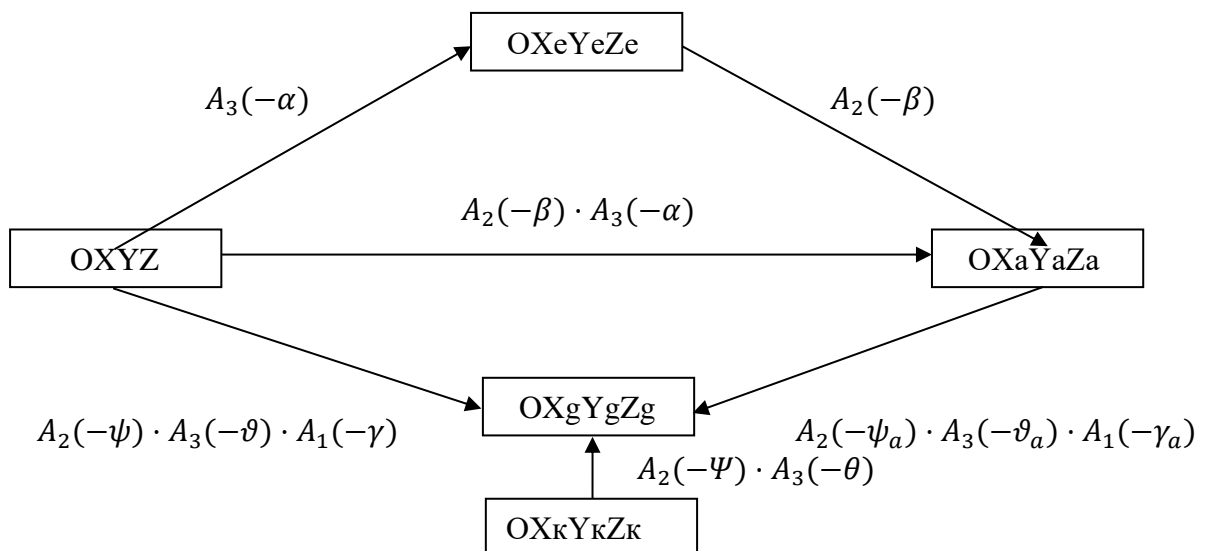 OXeYeZe
𝐴₃(−𝛼)
𝐴₂(−𝛽)
𝐴₂(−𝛽) · 𝐴₃(−𝛼)
OXYZ
OXaYaZa
OXgYgZg
𝐴₂(−𝜓) · 𝐴₃(−𝜗) · 𝐴₁(−𝛾)
𝐴₂(−𝜓ₐ) · 𝐴₃(−𝜗ₐ) · 𝐴₁(−𝛾ₐ)
𝐴₂(−𝛹) · 𝐴₃(−𝜃)
OXкYкZк